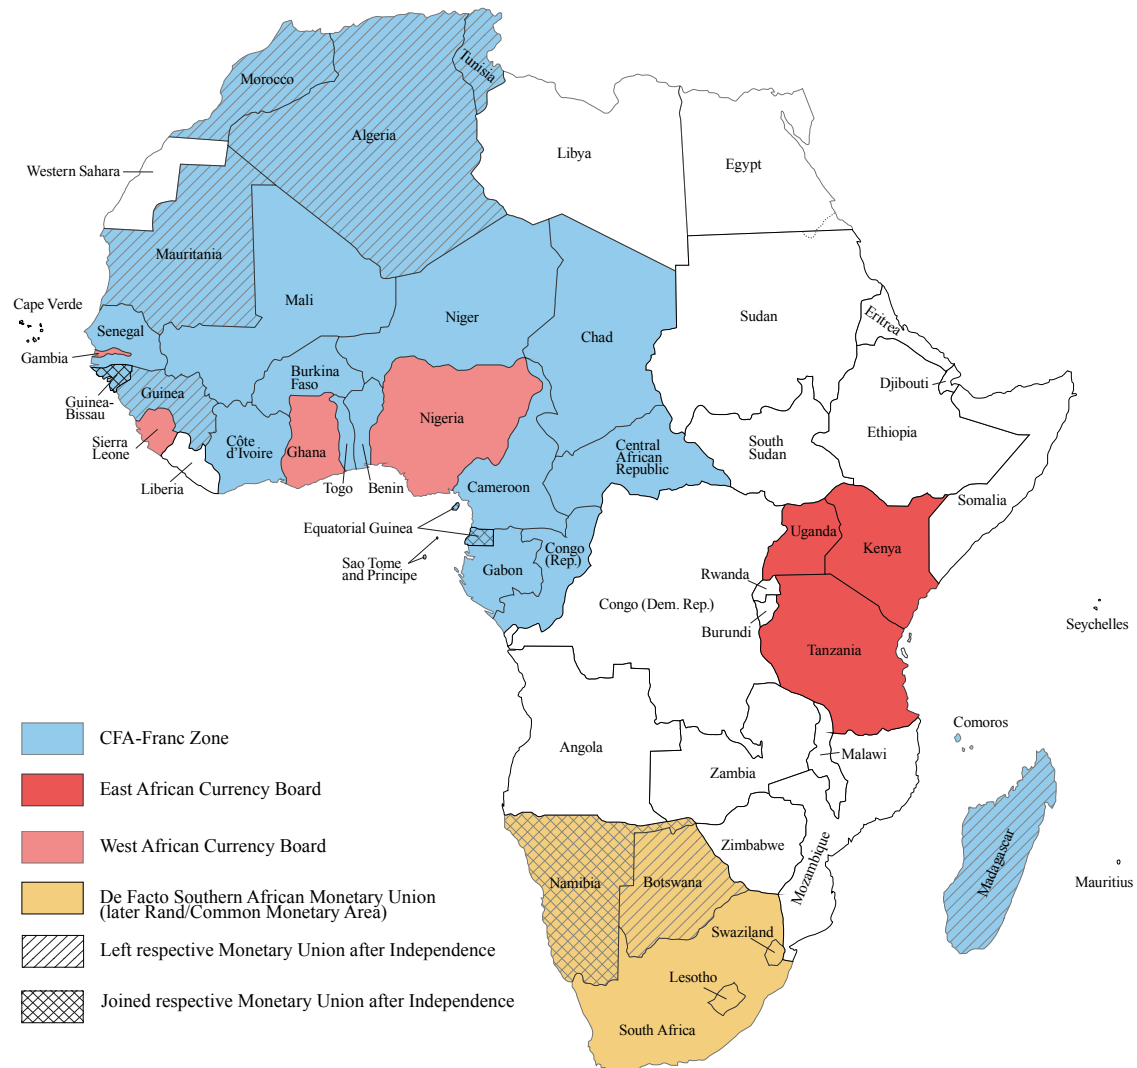 Tunisia
Morocco
Algeria
Libya
Egypt
Western Sahara
Mauritania
Mali
Niger
Chad
Sudan
Eritrea
Cape Verde
Senegal
Gambia
Guinea-
Bissau
Guinea
Burkina
Faso
Djibouti
Nigeria
Sierra
Leone
Côte
d'Ivoire
Ghana
Ethiopia
South
Sudan
Central
African
Republic
Liberia
Togo
Benin
Cameroon
Somalia
Equatorial Guinea
Uganda
Kenya
Sao Tome
and Principe
Gabon
Congo
(Rep.)
Rwanda
Congo (Dem. Rep.)
Burundi
Seychelles
Tanzania
Comoros
CFA-Franc Zone
Angola
Malawi
Zambia
East African Currency Board
West African Currency Board
Zimbabwe
Mozambique
Madagascar
Mauritius
Namibia
Botswana
De Facto Southern African Monetary Union
(later Rand/Common Monetary Area)
Swaziland
Left respective Monetary Union after Independence
Lesotho
Joined respective Monetary Union after Independence
South Africa